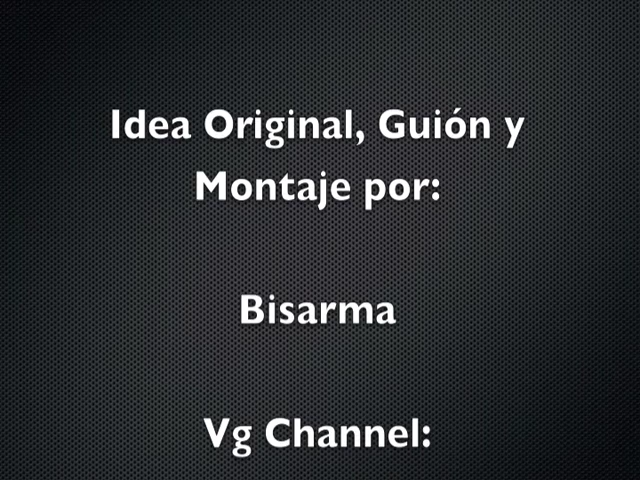 Idea Original, Guión y
Montaje por:
Bisarma
Vg Channel: